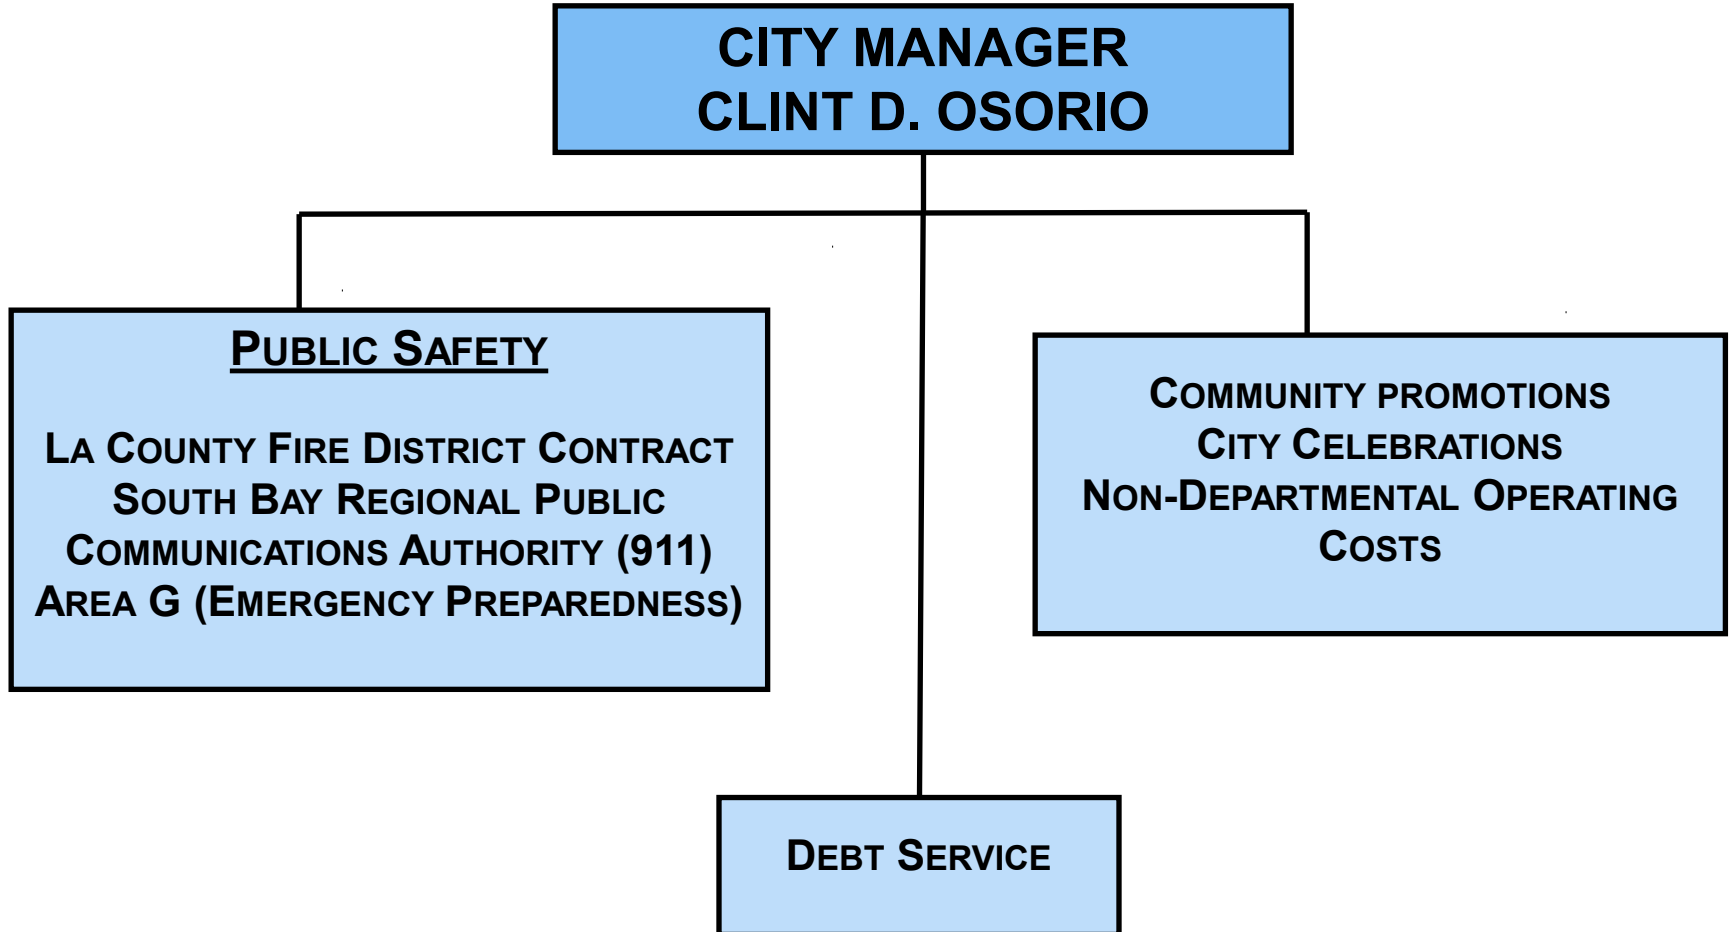 CITY MANAGER
CLINT D. OSORIO
PUBLIC SAFETY
LA COUNTY FIRE DISTRICT CONTRACT
SOUTH BAY REGIONAL PUBLIC
COMMUNICATIONS AUTHORITY (911)
AREA G (EMERGENCY PREPAREDNESS)
COMMUNITY PROMOTIONS
CITY CELEBRATIONS
NON-DEPARTMENTAL OPERATING
COSTS
DEBT SERVICE